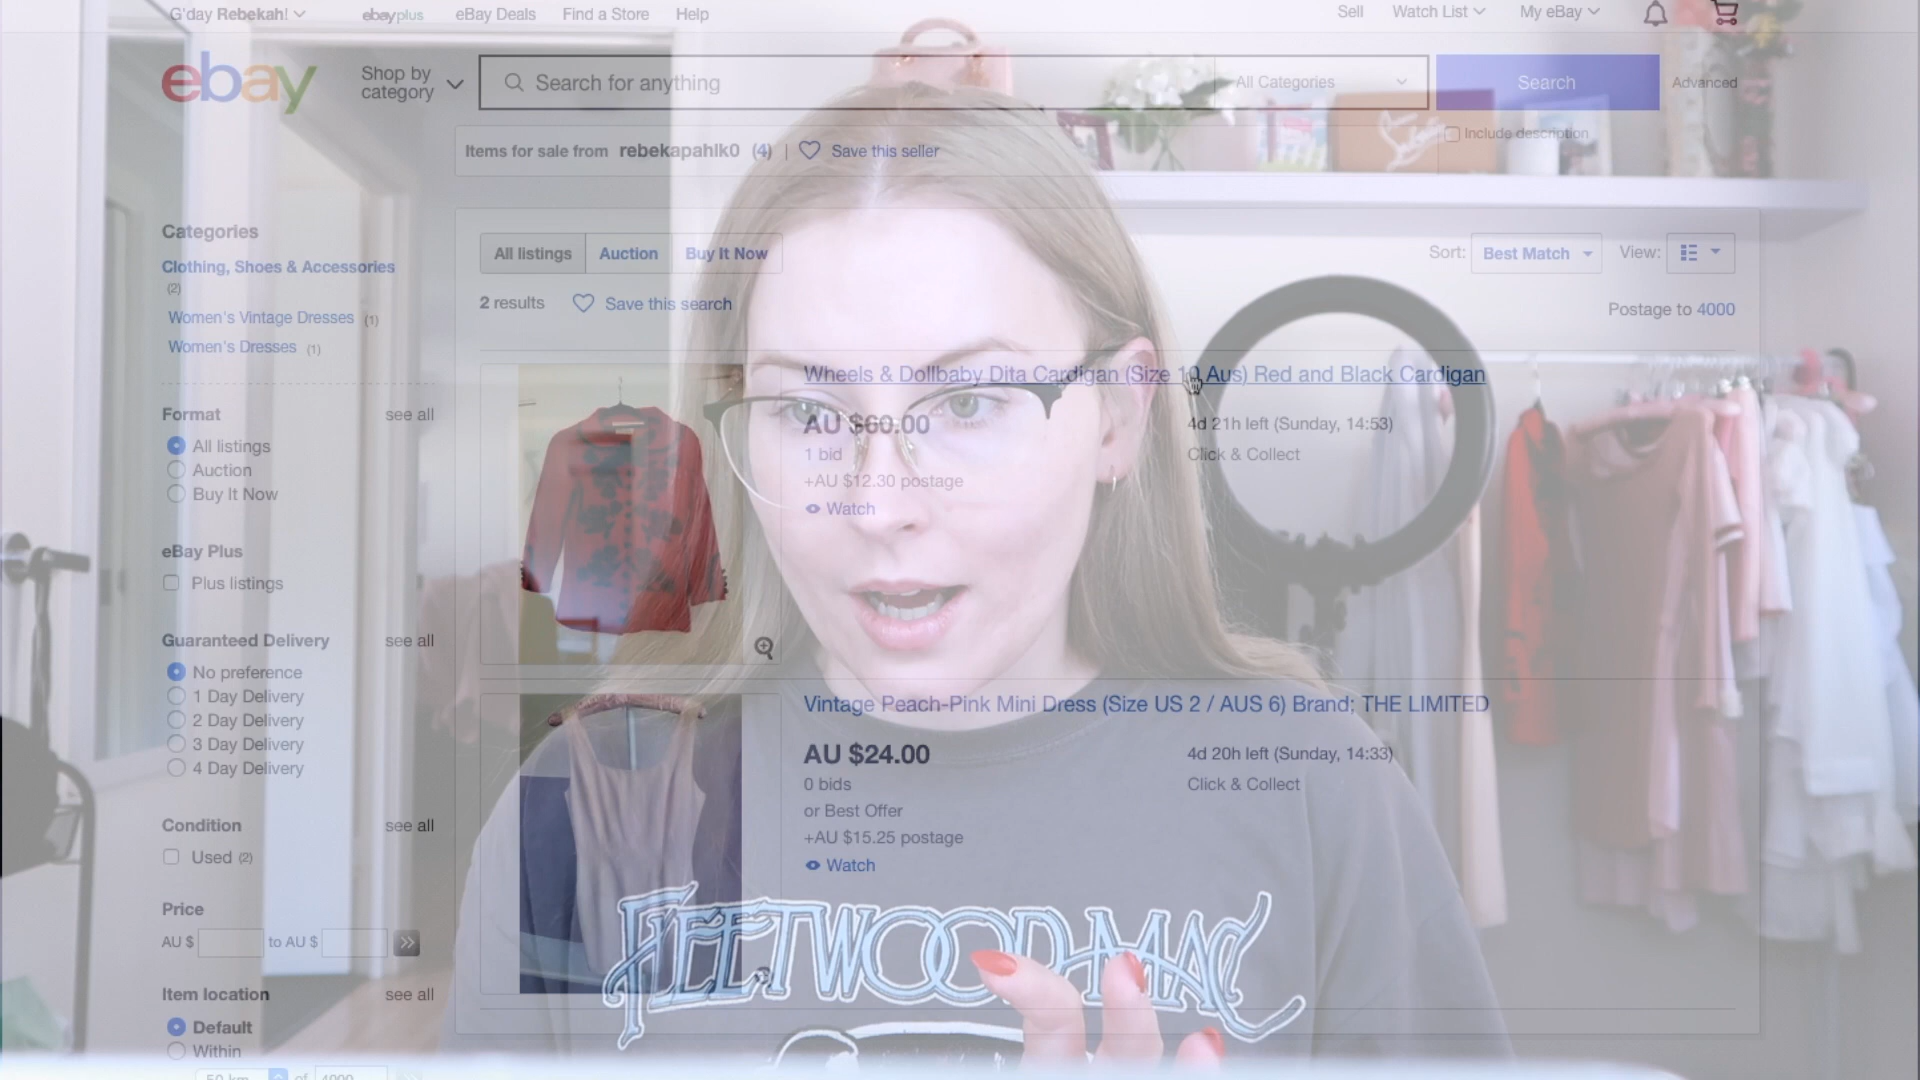 G'day Rebekah!
ebayplus
eBay Deals
Find a Store
Help
Sell
Watch List
My eBay
ebay
Shop by
category
Search for anything
All Categories
Search
Advanced
Include description
Items for sale from rebekapahlk0 (4) | Save this seller
Categories
Clothing, Shoes & Accessories
(2)
Women's Vintage Dresses (1)
Women's Dresses (1)
All listings
Auction
Buy It Now
Sort: Best Match
View:
2 results
Save this search
Postage to 4000
Format
see all
All listings
Auction
Buy It Now
eBay Plus
Plus listings
Guaranteed Delivery
see all
No preference
1 Day Delivery
2 Day Delivery
3 Day Delivery
4 Day Delivery
Condition
see all
Used (2)
Price
AU $ to AU $
Item location
see all
Default
Within
50 km of 4000
Wheels & Dollbaby Dita Cardigan (Size 10 Aus) Red and Black Cardigan
AU $60.00
4d 21h left (Sunday, 14:53)
1 bid
Click & Collect
+AU $12.30 postage
Watch
Vintage Peach-Pink Mini Dress (Size US 2 / AUS 6) Brand; THE LIMITED
AU $24.00
4d 20h left (Sunday, 14:33)
0 bids
Click & Collect
or Best Offer
+AU $15.25 postage
Watch
FLEETWOOD MAC